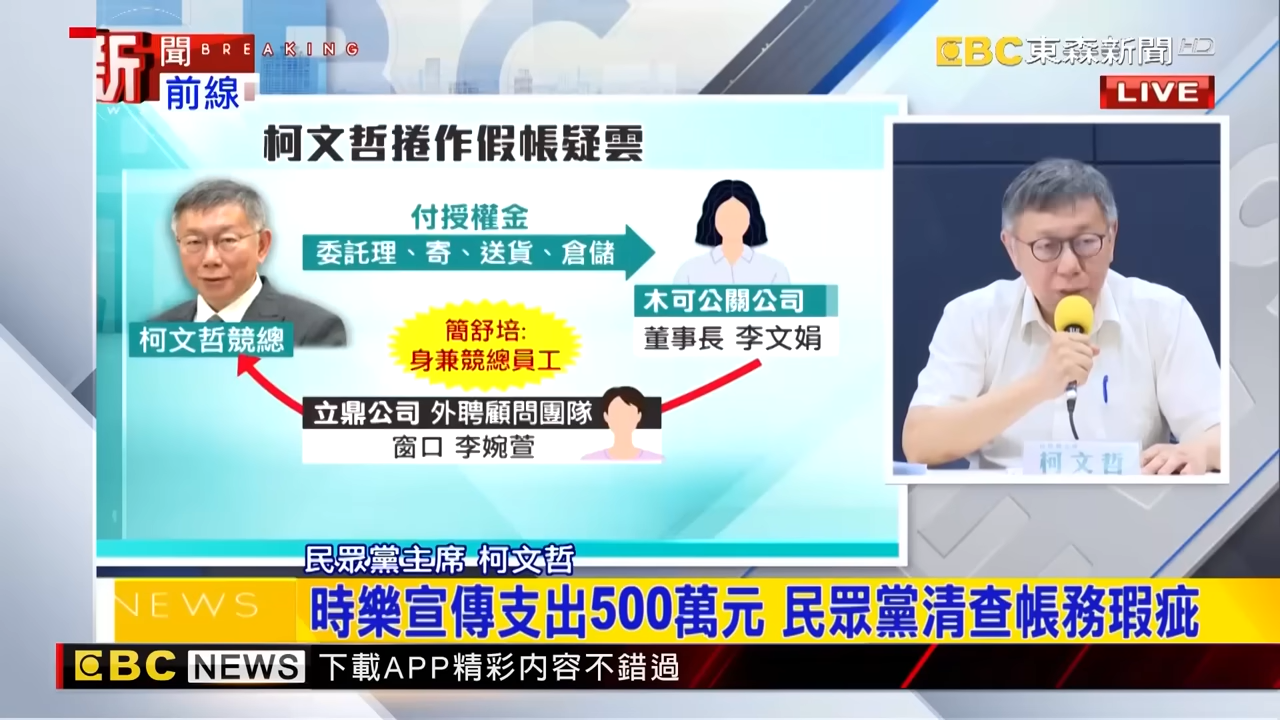 新聞 BREAKING
前線
EBC 東森新聞 HD
LIVE
柯文哲捲作假帳疑雲
付授權金
委託理、寄、送貨、倉儲
木可公關公司
董事長 李文娟
柯文哲競總
簡舒培:
身兼競總員工
立鼎公司 外聘顧問團隊
窗口 李婉萱
柯文哲
民眾黨主席 柯文哲
NEWS
時樂宣傳支出500萬元 民眾黨清查帳務瑕疵
EBC NEWS 下載APP精彩内容不錯過